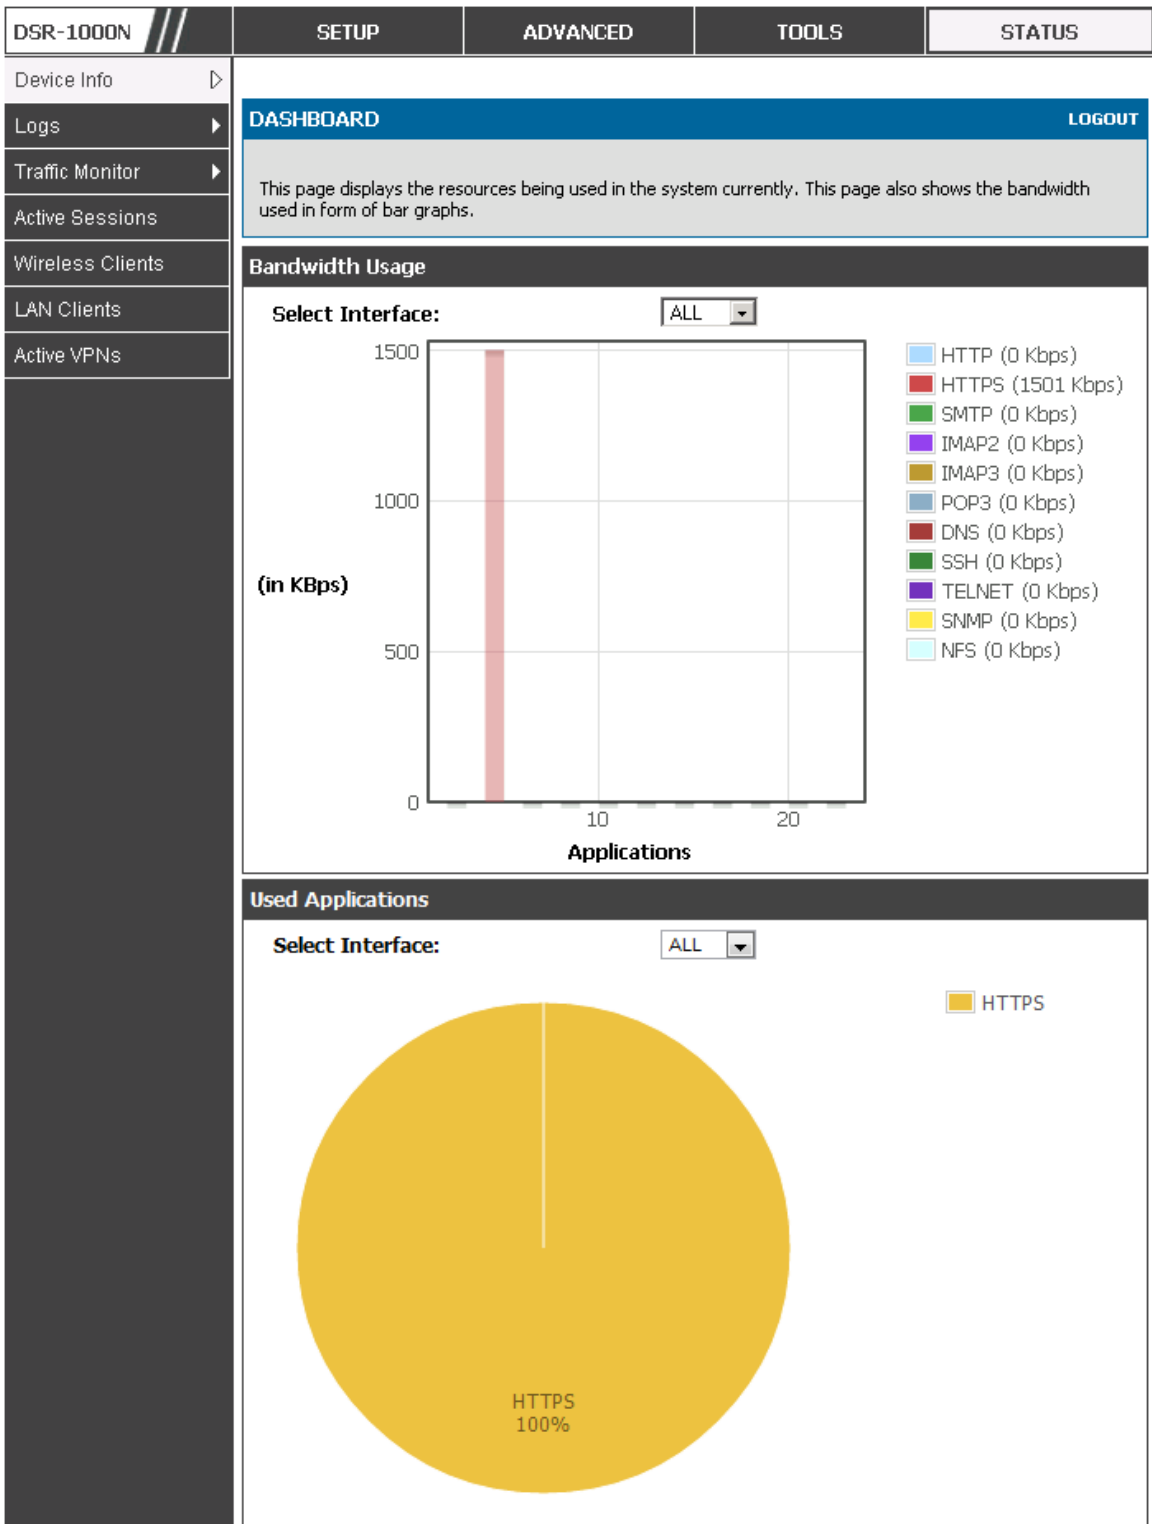 DSR-1000N
SETUP
ADVANCED
TOOLS
STATUS
Device Info
Logs
Traffic Monitor
Active Sessions
Wireless Clients
LAN Clients
Active VPNs
DASHBOARD
LOGOUT
This page displays the resources being used in the system currently. This page also shows the bandwidth
used in form of bar graphs.
Bandwidth Usage
Select Interface:
ALL
1500
1000
500
0
(in KBps)
10
20
Applications
HTTP (0 Kbps)
HTTPS (1501 Kbps)
SMTP (0 Kbps)
IMAP2 (0 Kbps)
IMAP3 (0 Kbps)
POP3 (0 Kbps)
DNS (0 Kbps)
SSH (0 Kbps)
TELNET (0 Kbps)
SNMP (0 Kbps)
NFS (0 Kbps)
Used Applications
Select Interface:
ALL
HTTPS
HTTPS
100%